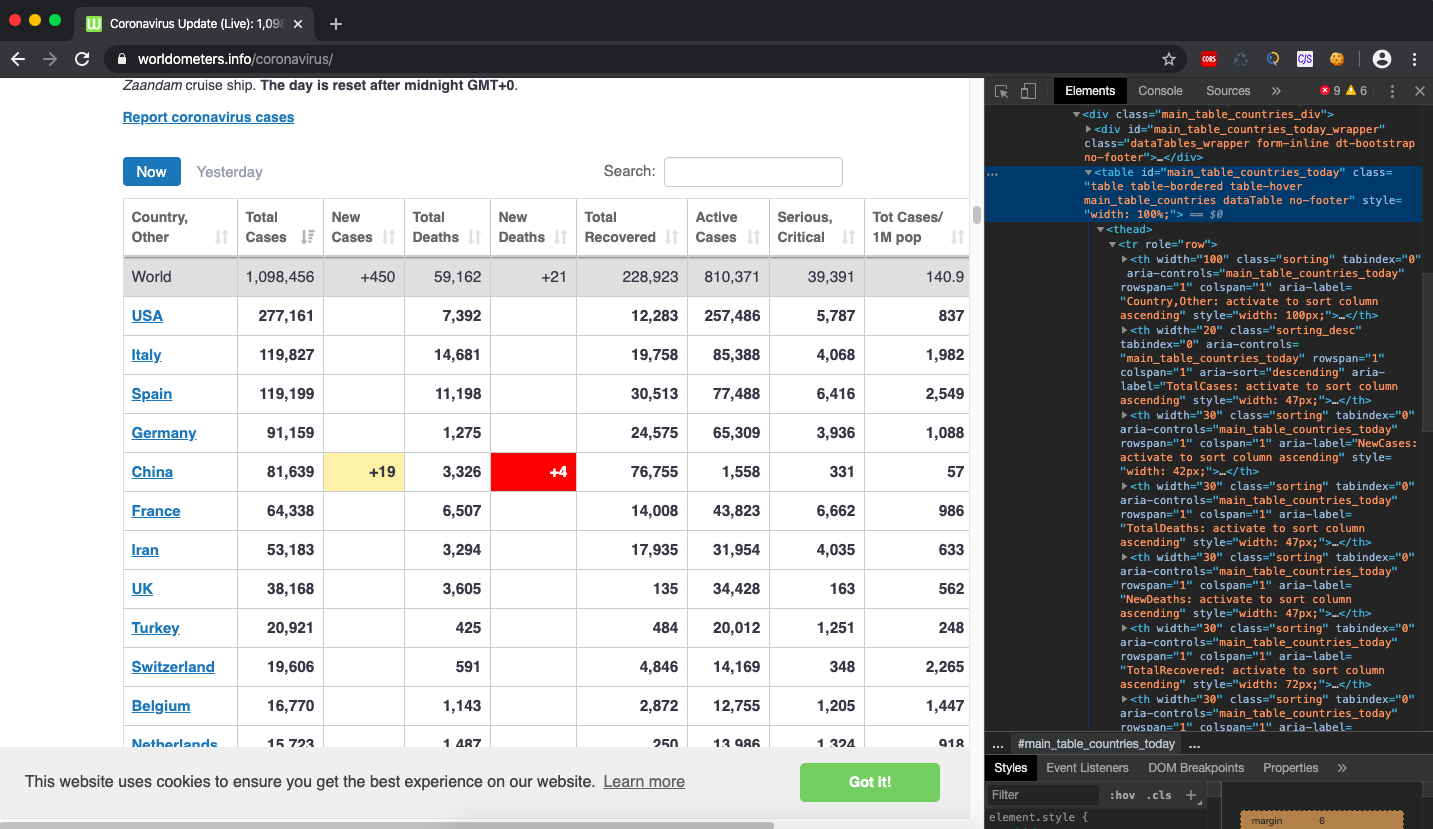 Coronavirus Update (Live): 1,098
worldometers.info/coronavirus/
CORS
C/S
Zaandam cruise ship. The day is reset after midnight GMT+0.
Report coronavirus cases
Now Yesterday Search:
Country, Other Total Cases New Cases Total Deaths New Deaths Total Recovered Active Cases Serious, Critical Tot Cases/ 1M pop
World 1,098,456 +450 59,162 +21 228,923 810,371 39,391 140.9
USA 277,161 7,392 12,283 257,486 5,787 837
Italy 119,827 14,681 19,758 85,388 4,068 1,982
Spain 119,199 11,198 30,513 77,488 6,416 2,549
Germany 91,159 1,275 24,575 65,309 3,936 1,088
China 81,639 +19 3,326 +4 76,755 1,558 331 57
France 64,338 6,507 14,008 43,823 6,662 986
Iran 53,183 3,294 17,935 31,954 4,035 633
UK 38,168 3,605 135 34,428 163 562
Turkey 20,921 425 484 20,012 1,251 248
Switzerland 19,606 591 4,846 14,169 348 2,265
Belgium 16,770 1,143 2,872 12,755 1,205 1,447
Netherlands 15,723 1,487 250 13,986 1,324 918
This website uses cookies to ensure you get the best experience on our website. Learn more Got it!
Elements Console Sources » 9 6
<div class="main_table_countries_div">
<div id="main_table_countries_today_wrapper"
class="dataTables_wrapper form-inline dt-bootstrap
no-footer">…</div>
<table id="main_table_countries_today" class=
"table table-bordered table-hover
main_table_countries dataTable no-footer" style=
"width: 100%;"> == $0
<thead>
<tr role="row">
<th width="100" class="sorting" tabindex="0"
aria-controls="main_table_countries_today"
rowspan="1" colspan="1" aria-label=
"Country,Other: activate to sort column
ascending" style="width: 100px;">…</th>
<th width="20" class="sorting_desc"
tabindex="0" aria-controls=
"main_table_countries_today" rowspan="1"
colspan="1" aria-sort="descending" aria-
label="TotalCases: activate to sort column
ascending" style="width: 47px;">…</th>
<th width="30" class="sorting" tabindex="0"
aria-controls="main_table_countries_today"
rowspan="1" colspan="1" aria-label="NewCases:
activate to sort column ascending" style=
"width: 42px;">…</th>
<th width="30" class="sorting" tabindex="0"
aria-controls="main_table_countries_today"
rowspan="1" colspan="1" aria-label=
"TotalDeaths: activate to sort column
ascending" style="width: 47px;">…</th>
<th width="30" class="sorting" tabindex="0"
aria-controls="main_table_countries_today"
rowspan="1" colspan="1" aria-label=
"NewDeaths: activate to sort column
ascending" style="width: 47px;">…</th>
<th width="30" class="sorting" tabindex="0"
aria-controls="main_table_countries_today"
rowspan="1" colspan="1" aria-label=
"TotalRecovered: activate to sort column
ascending" style="width: 72px;">…</th>
<th width="30" class="sorting" tabindex="0"
aria-controls="main_table_countries_today"
rowspan="1" colspan="1" aria-label=
... #main_table_countries_today ...
Styles Event Listeners DOM Breakpoints Properties »
Filter :hov .cls +
element.style {
margin 6